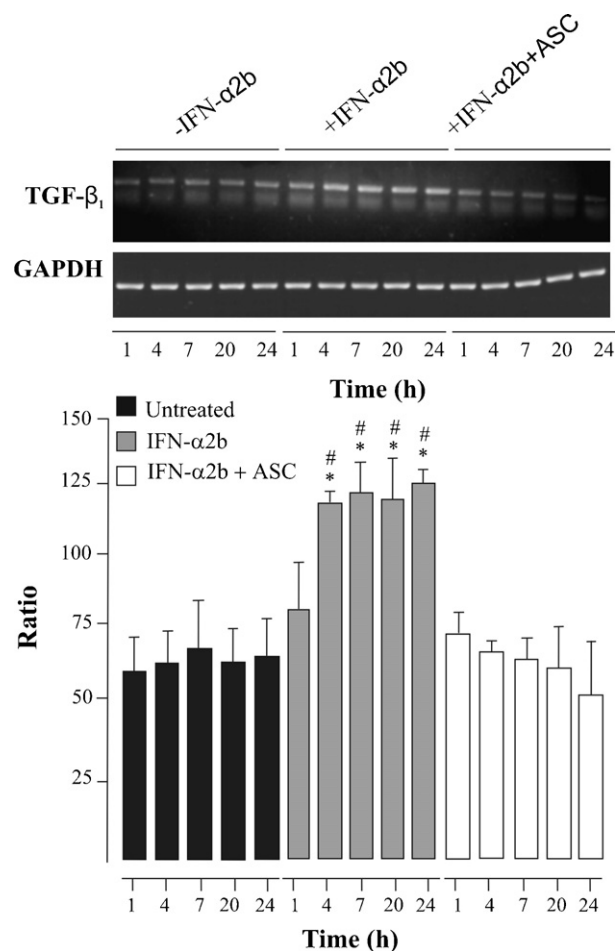 -IFN-α2b +IFN-α2b +IFN-α2b+ASC
TGF-β₁
GAPDH
1 4 7 20 24 1 4 7 20 24 1 4 7 20 24
Time (h)
150
Untreated
IFN-α2b
IFN-α2b + ASC
# # # #
* * * *
125
100
75
50
25
Ratio
1 4 7 20 24 1 4 7 20 24 1 4 7 20 24
Time (h)